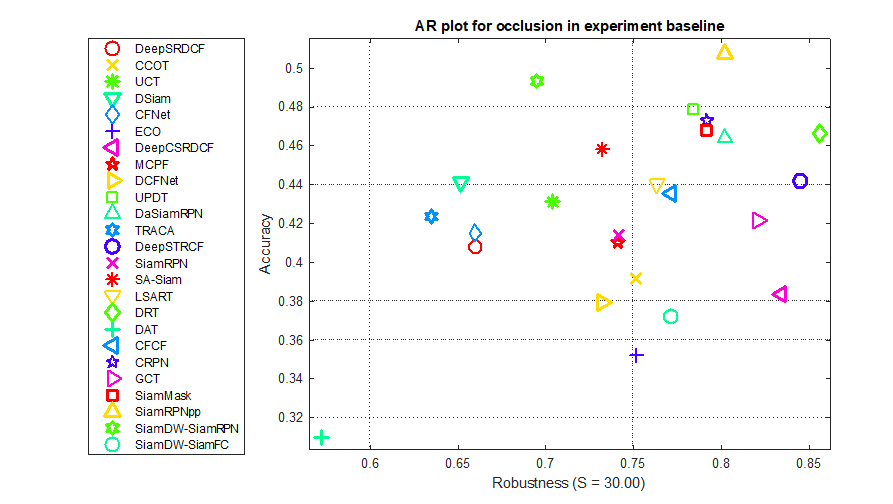 AR plot for occlusion in experiment baseline
DeepSRDCF
CCOT
UCT
DSiam
CFNet
ECO
DeepCSRDCF
MCPF
DCFNet
UPDT
DaSiamRPN
TRACA
DeepSTRCF
SiamRPN
SA-Siam
LSART
DRT
DAT
CFCF
CRPN
GCT
SiamMask
SiamRPNpp
SiamDW-SiamRPN
SiamDW-SiamFC
Accuracy
0.5
0.48
0.46
0.44
0.42
0.4
0.38
0.36
0.34
0.32
0.6 0.65 0.7 0.75 0.8 0.85
Robustness (S = 30.00)